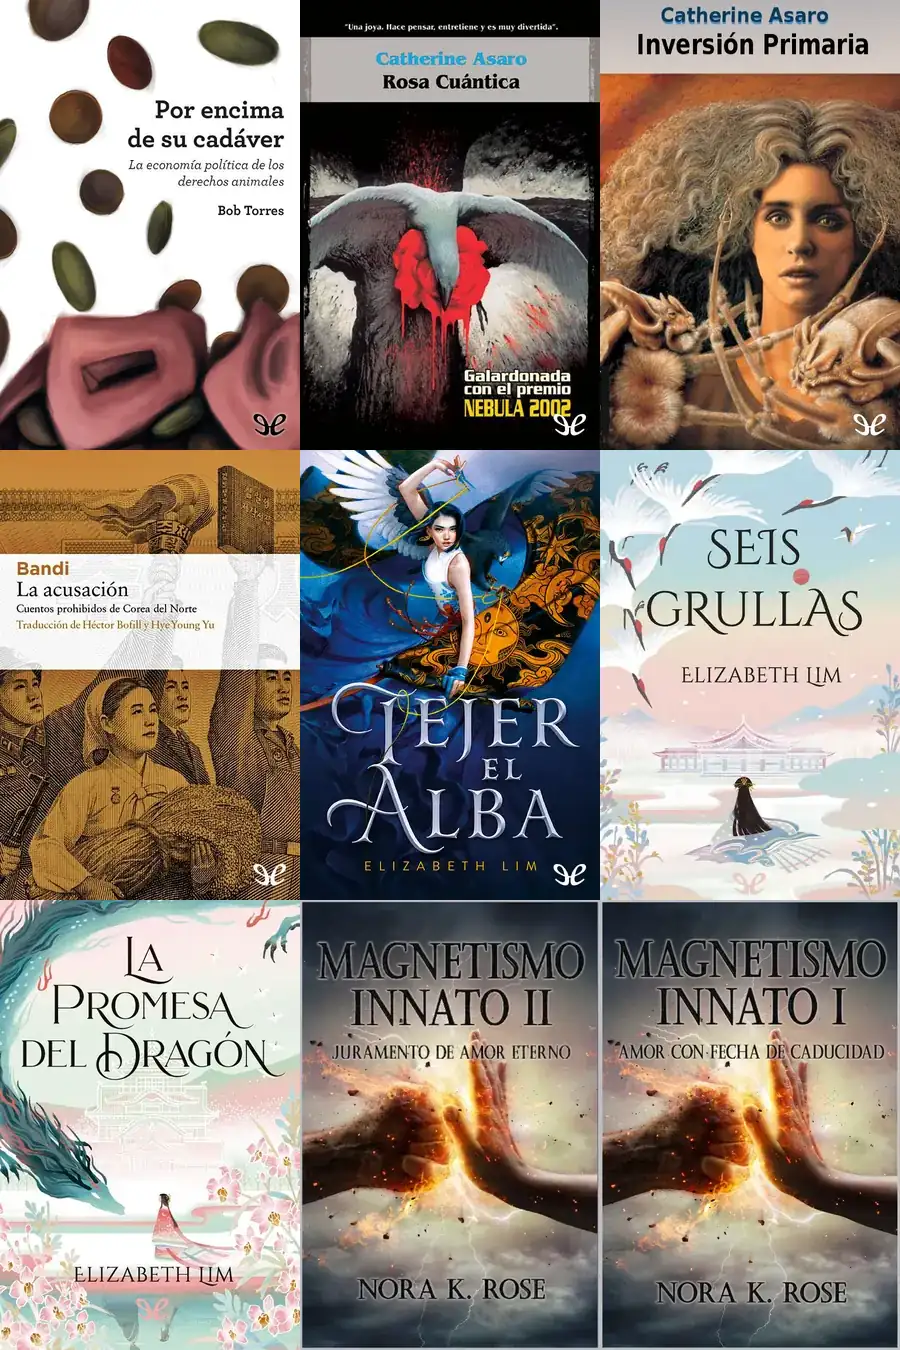 Por encima
de su cadáver
La economía política de los
derechos animales
Bob Torres
"Una joya. Hace pensar, entretiene y es muy divertida".
Catherine Asaro
Rosa Cuántica
Galardonada
con el premio
NEBULA 2002
Catherine Asaro
Inversión Primaria
Bandi
La acusación
Cuentos prohibidos de Corea del Norte
Traducción de Héctor Bofill y Hye Young Yu
TEJER
EL
ALBA
ELIZABETH LIM
SEIS
GRULLAS
ELIZABETH LIM
LA
PROMESA
DEL DRAGÓN
ELIZABETH LIM
MAGNETISMO
INNATO II
JURAMENTO DE AMOR ETERNO
NORA K. ROSE
MAGNETISMO
INNATO I
AMOR CON FECHA DE CADUCIDAD
NORA K. ROSE